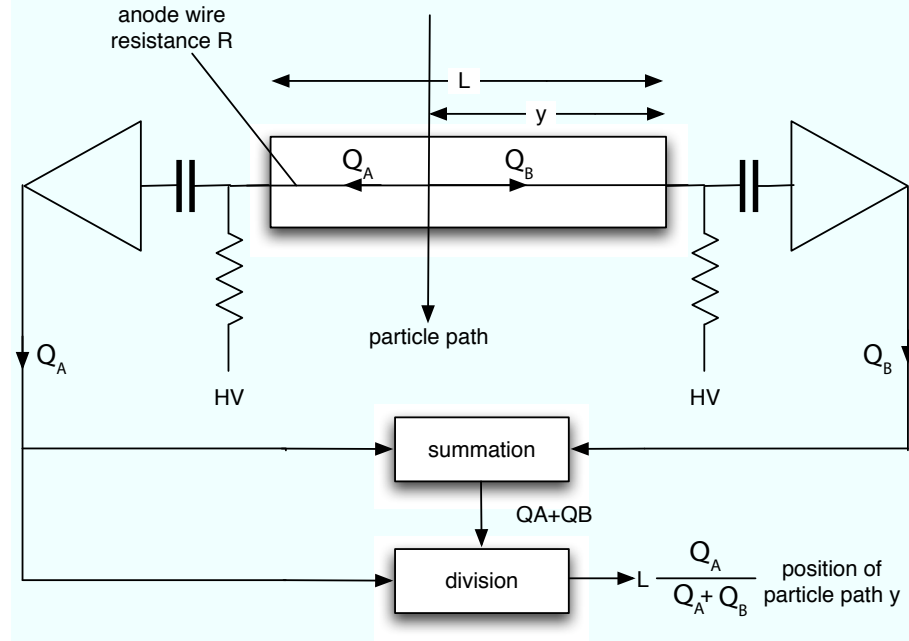 anode wire
resistance R
L
y
Q_A
Q_B
particle path
Q_A
Q_B
HV
HV
summation
QA+QB
division
L Q_A / Q_A + Q_B
position of
particle path y